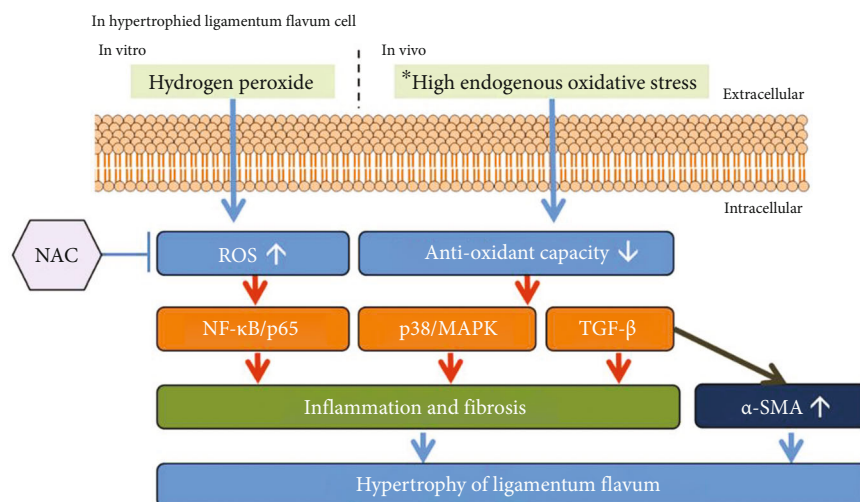 In hypertrophied ligamentum flavum cell
In vitro
In vivo
Hydrogen peroxide
*High endogenous oxidative stress
Extracellular
Intracellular
NAC
ROS ↑
Anti-oxidant capacity ↓
NF-κB/p65
p38/MAPK
TGF-β
Inflammation and fibrosis
α-SMA ↑
Hypertrophy of ligamentum flavum